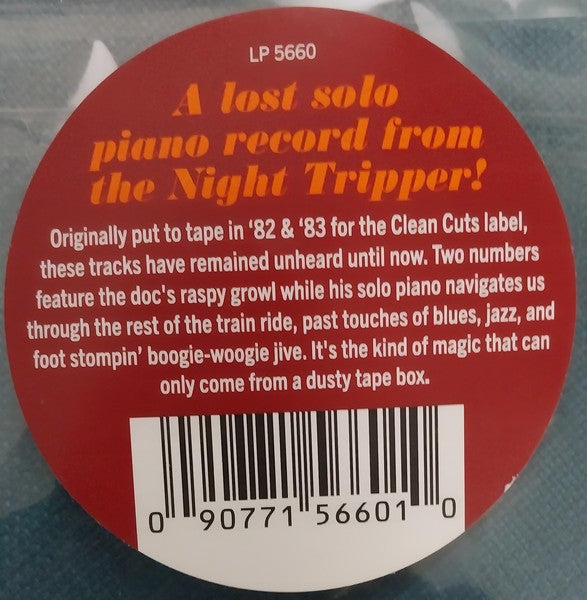 LP 5660
A lost solo
piano record from
the Night Tripper!
Originally put to tape in ‘82 & ‘83 for the Clean Cuts label,
these tracks have remained unheard until now. Two numbers
feature the doc's raspy growl while his solo piano navigates us
through the rest of the train ride, past touches of blues, jazz, and
foot stompin’ boogie-woogie jive. It's the kind of magic that can
only come from a dusty tape box.
0 90771 56601 0